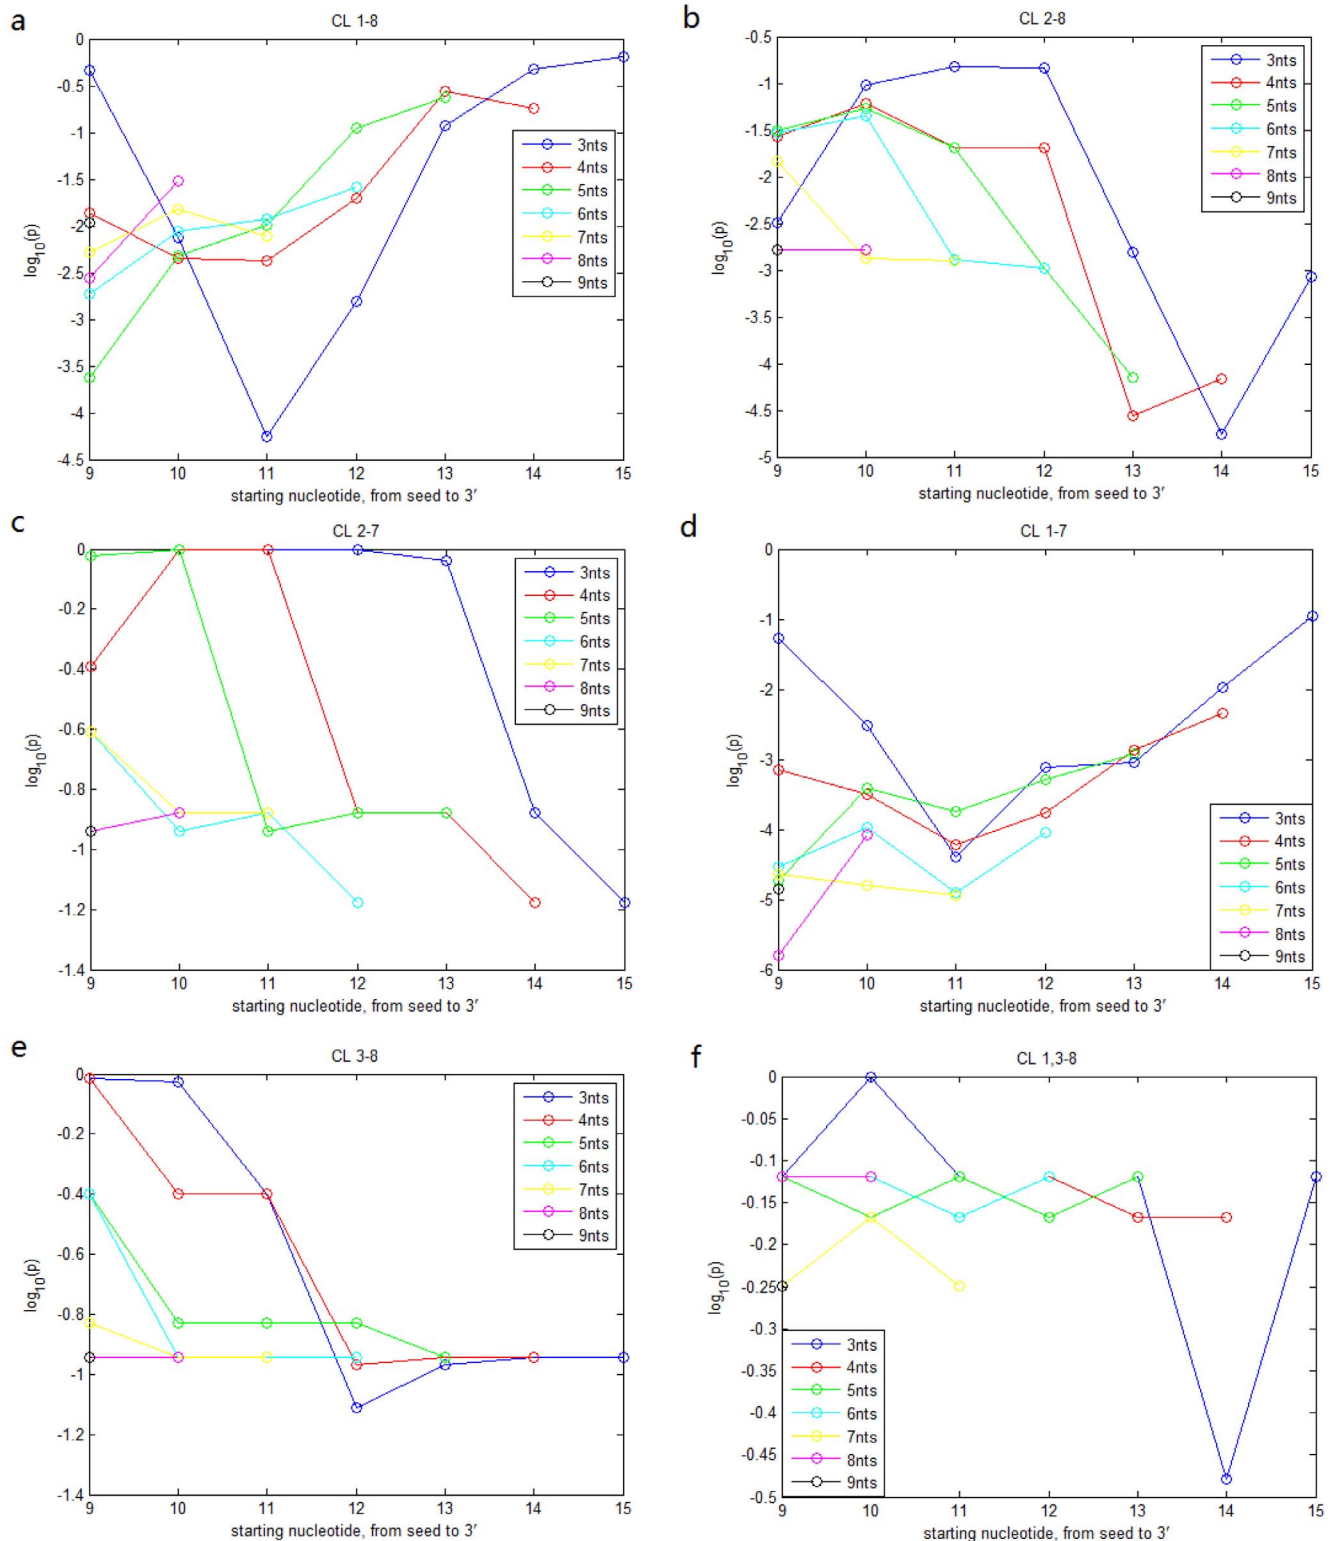 a
CL 1-8
0
-0.5
-1
-1.5
-2
-2.5
-3
-3.5
-4
-4.5
log10(p)
9 10 11 12 13 14 15
starting nucleotide, from seed to 3′
3nts
4nts
5nts
6nts
7nts
8nts
9nts
b
CL 2-8
-0.5
-1
-1.5
-2
-2.5
-3
-3.5
-4
-4.5
-5
log10(p)
9 10 11 12 13 14 15
starting nucleotide, from seed to 3′
3nts
4nts
5nts
6nts
7nts
8nts
9nts
c
CL 2-7
0
-0.2
-0.4
-0.6
-0.8
-1
-1.2
-1.4
log10(p)
9 10 11 12 13 14 15
starting nucleotide, from seed to 3′
3nts
4nts
5nts
6nts
7nts
8nts
9nts
d
CL 1-7
0
-1
-2
-3
-4
-5
-6
log10(p)
9 10 11 12 13 14 15
starting nucleotide, from seed to 3′
3nts
4nts
5nts
6nts
7nts
8nts
9nts
e
CL 3-8
0
-0.2
-0.4
-0.6
-0.8
-1
-1.2
-1.4
log10(p)
9 10 11 12 13 14 15
starting nucleotide, from seed to 3′
3nts
4nts
5nts
6nts
7nts
8nts
9nts
f
CL 1,3-8
0
-0.05
-0.1
-0.15
-0.2
-0.25
-0.3
-0.35
-0.4
-0.45
-0.5
log10(p)
9 10 11 12 13 14 15
starting nucleotide, from seed to 3′
3nts
4nts
5nts
6nts
7nts
8nts
9nts